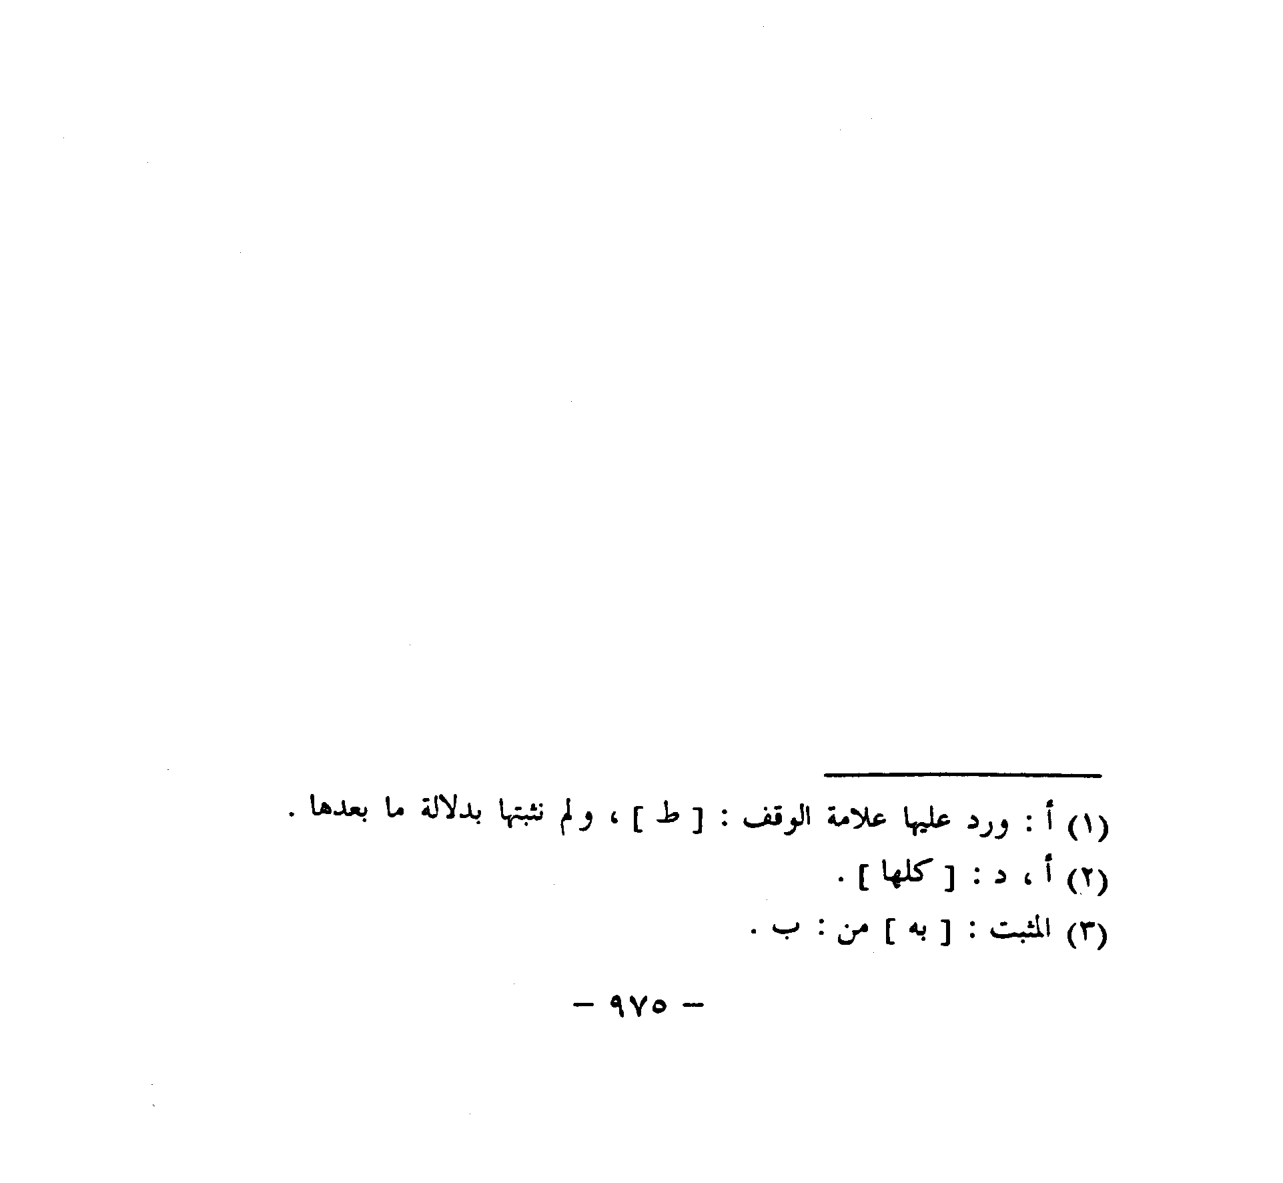 (١) أ : ورد عليها علامة الوقف : [ ط ] ، ولم نثبتها بدلالة ما بعدها .
(٢) أ ، د : [ كلها ] .
(٣) المثبت : [ به ] من : ب .
– ٩٧٥ –